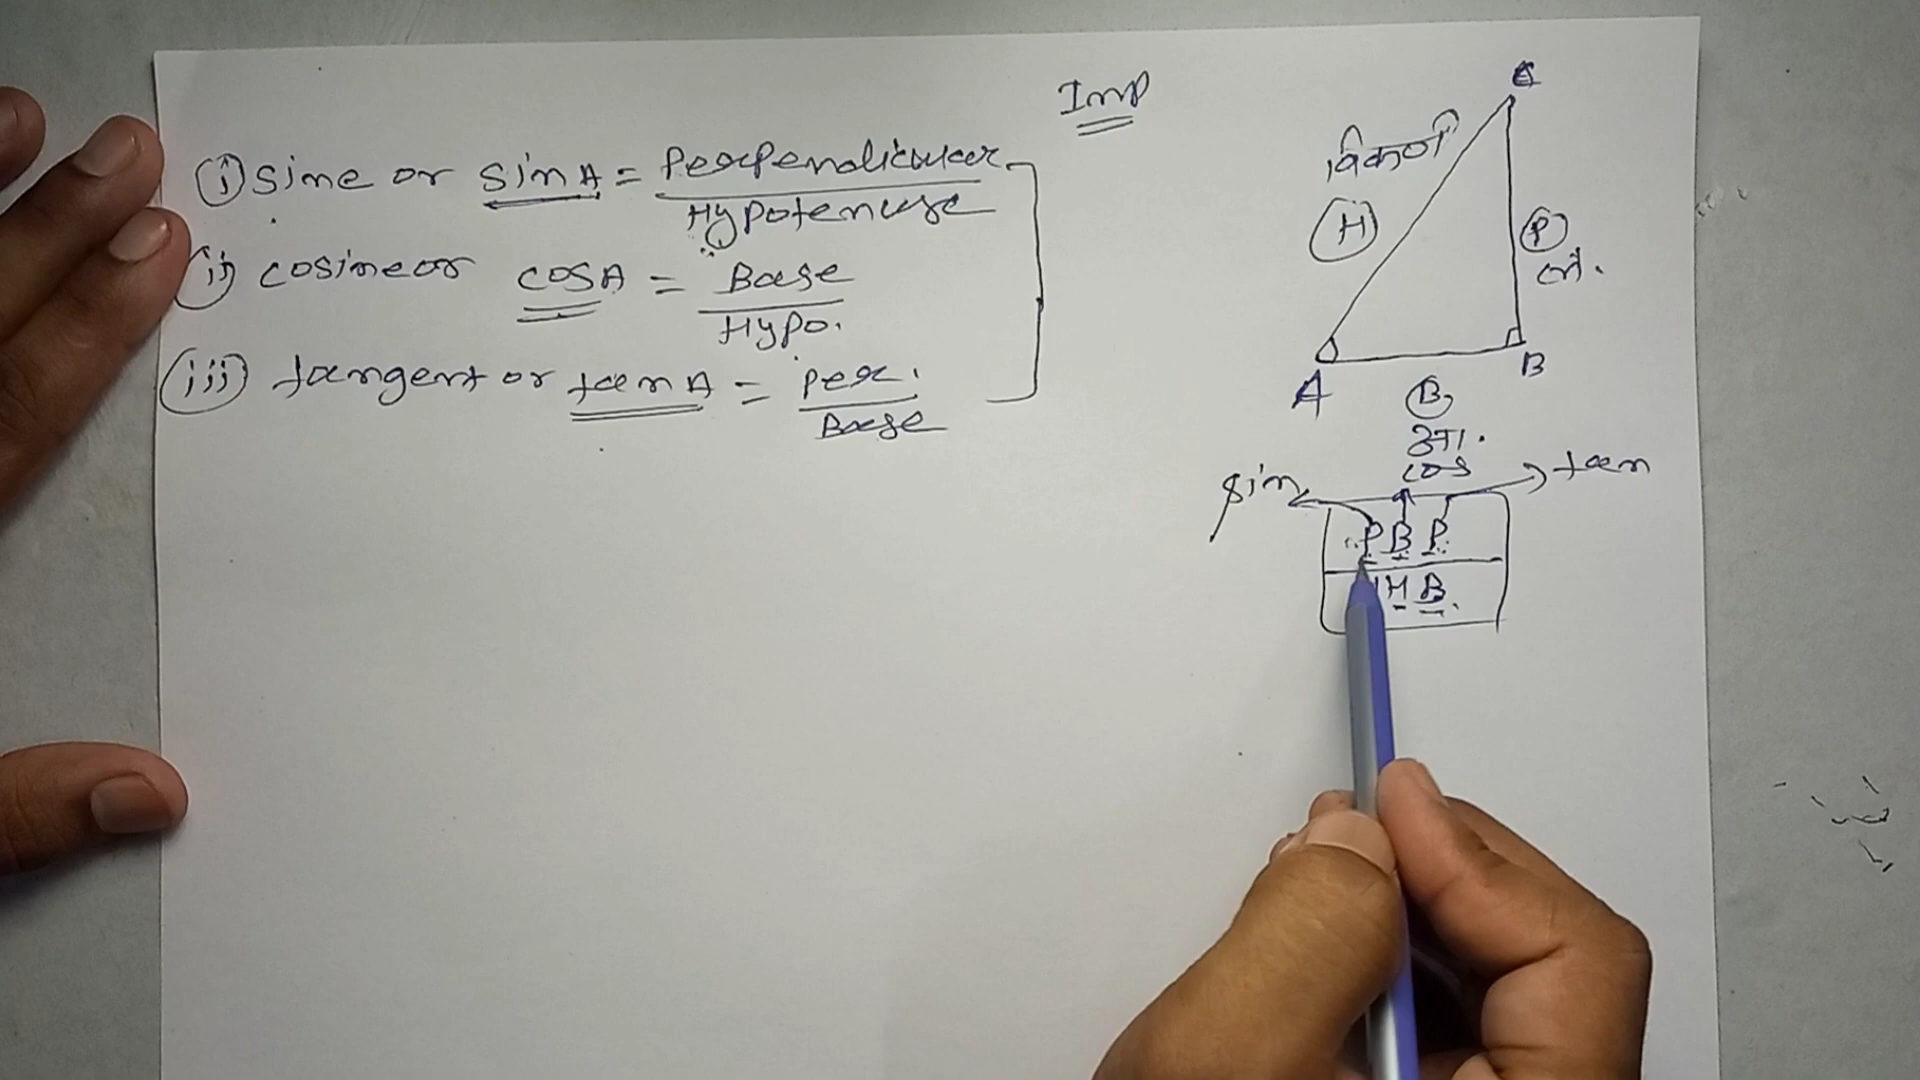 Imp
(i) Sine or sin A = Perpendicular
Hypotenuse
(ii) cosine or cos A = Base
Hypo.
(iii) tangent or tan A = Per.
Base
C
विकर्ण
H
P
लं.
A
B
B
आ.
sin
cos
tan
P B P
H B